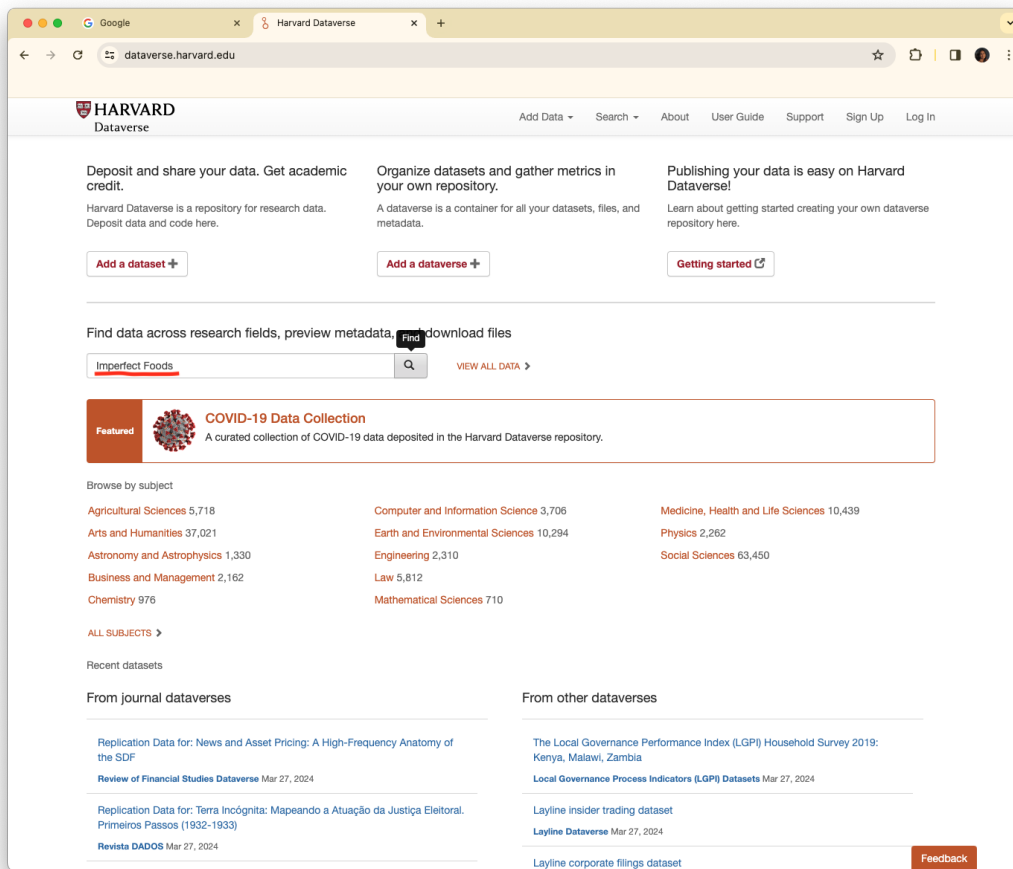 Google
Harvard Dataverse
dataverse.harvard.edu
HARVARD
Dataverse
Add Data
Search
About
User Guide
Support
Sign Up
Log In
Deposit and share your data. Get academic
credit.
Harvard Dataverse is a repository for research data.
Deposit data and code here.
Add a dataset
Organize datasets and gather metrics in
your own repository.
A dataverse is a container for all your datasets, files, and
metadata.
Add a dataverse
Publishing your data is easy on Harvard
Dataverse!
Learn about getting started creating your own dataverse
repository here.
Getting started
Find data across research fields, preview metadata, download files
Find
Imperfect Foods
VIEW ALL DATA
Featured
COVID-19 Data Collection
A curated collection of COVID-19 data deposited in the Harvard Dataverse repository.
Browse by subject
Agricultural Sciences 5,718
Arts and Humanities 37,021
Astronomy and Astrophysics 1,330
Business and Management 2,162
Chemistry 976
Computer and Information Science 3,706
Earth and Environmental Sciences 10,294
Engineering 2,310
Law 5,812
Mathematical Sciences 710
Medicine, Health and Life Sciences 10,439
Physics 2,262
Social Sciences 63,450
ALL SUBJECTS
Recent datasets
From journal dataverses
Replication Data for: News and Asset Pricing: A High-Frequency Anatomy of
the SDF
Review of Financial Studies Dataverse Mar 27, 2024
Replication Data for: Terra Incógnita: Mapeando a Atuação da Justiça Eleitoral.
Primeiros Passos (1932-1933)
Revista DADOS Mar 27, 2024
From other dataverses
The Local Governance Performance Index (LGPI) Household Survey 2019:
Kenya, Malawi, Zambia
Local Governance Process Indicators (LGPI) Datasets Mar 27, 2024
Layline insider trading dataset
Layline Dataverse Mar 27, 2024
Layline corporate filings dataset
Feedback